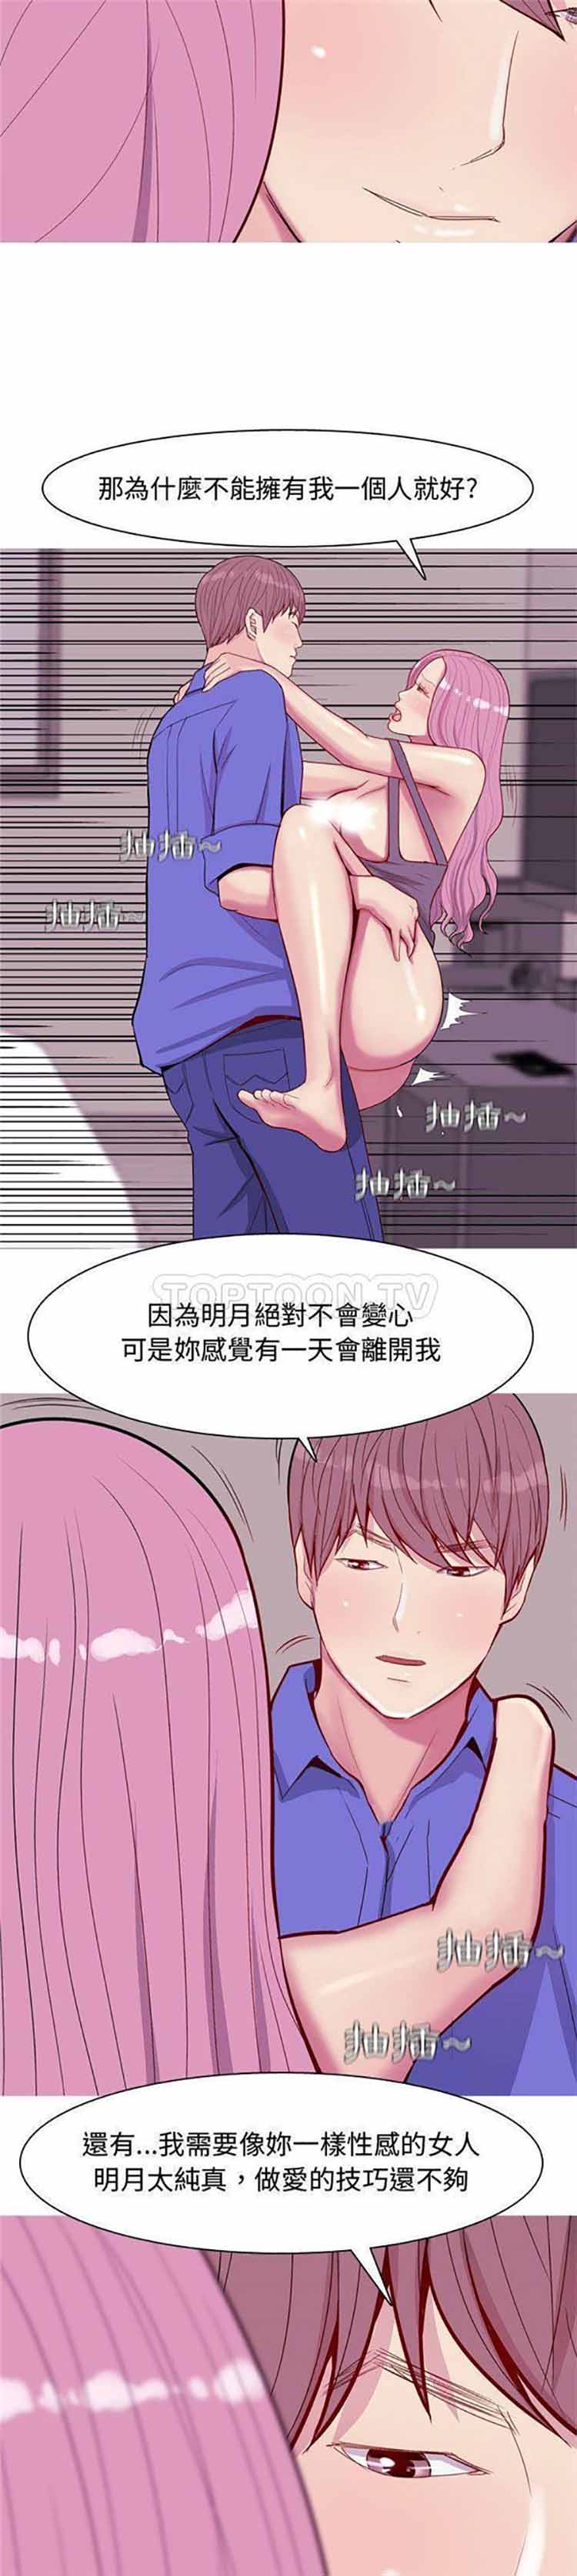 那為什麼不能擁有我一個人就好?
抽插~
抽插~
抽插~
抽插~
TOPTOON.TV
因為明月絕對不會變心
可是妳感覺有一天會離開我
抽插~
抽插~
還有...我需要像妳一樣性感的女人
明月太純真，做愛的技巧還不夠